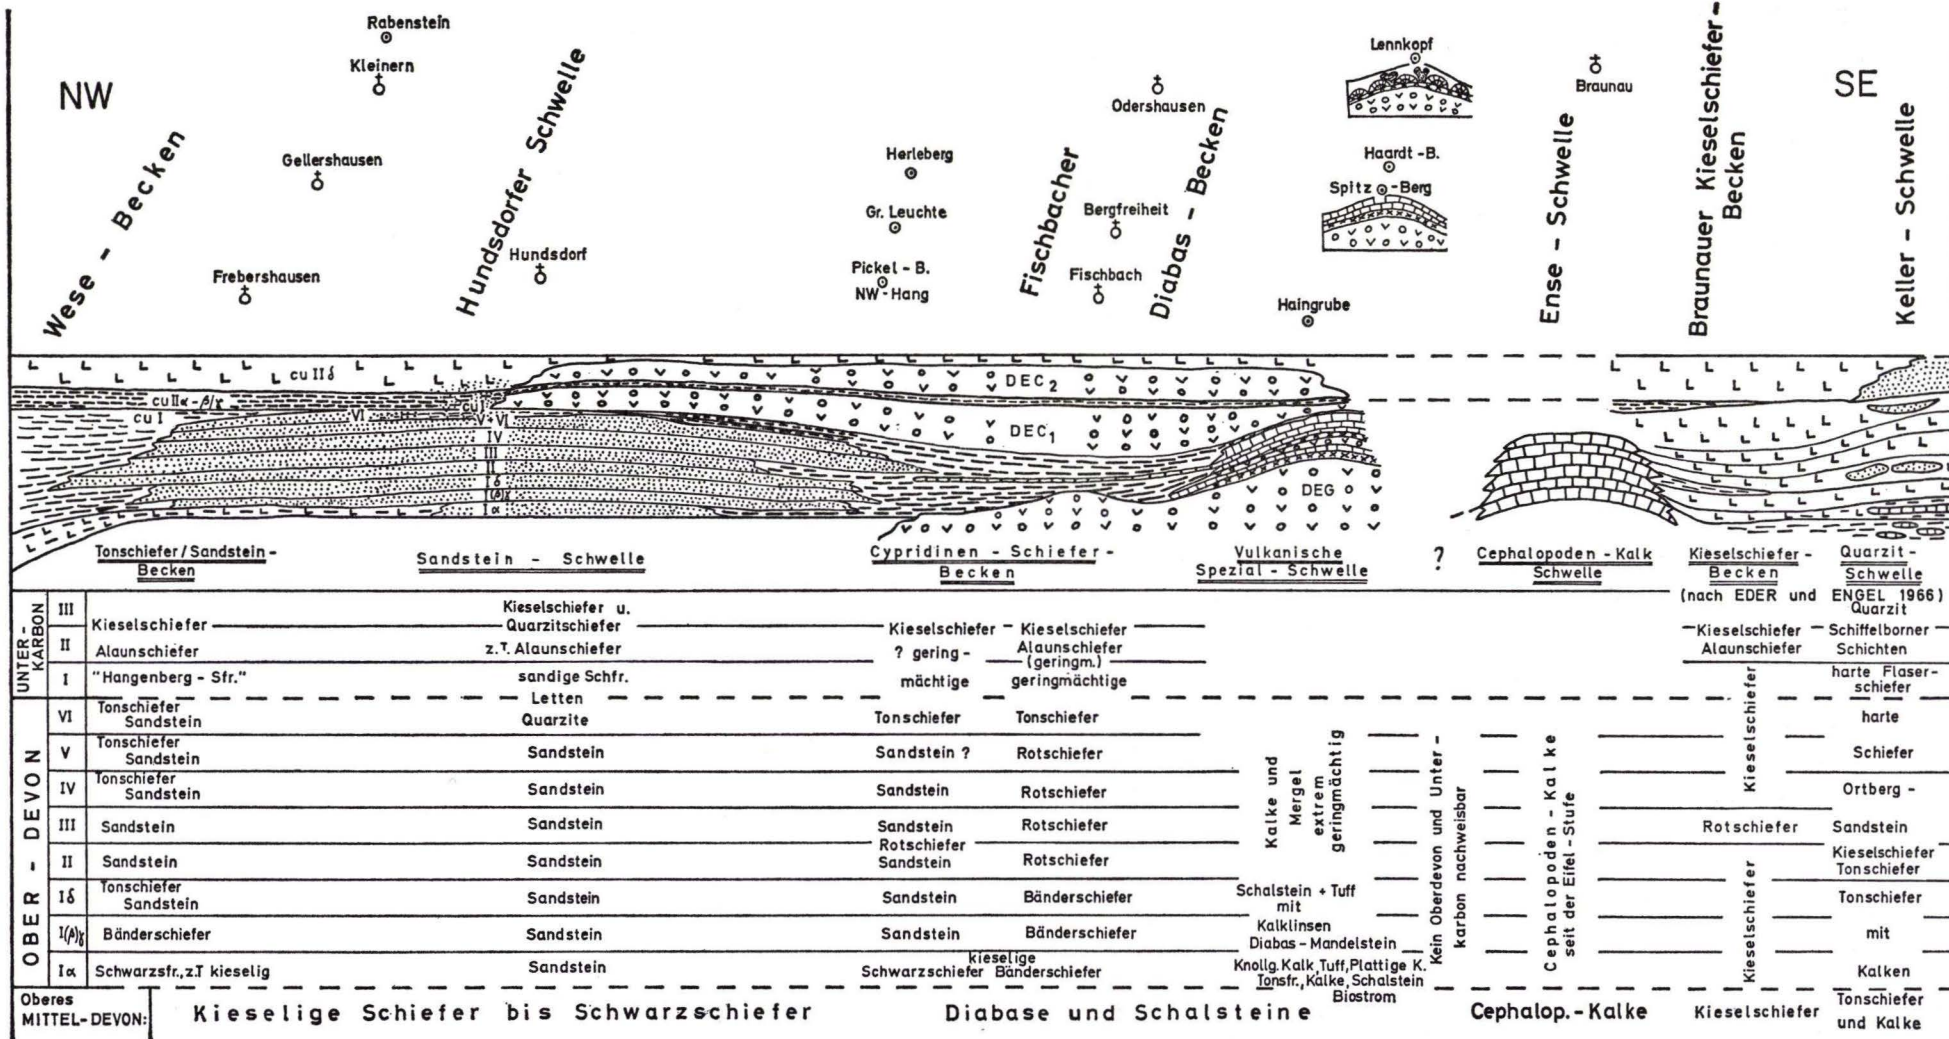 NW
SE
Rabenstein
Kleinern
Gellershausen
Frebershausen
Hundsdorf
Herleberg
Gr. Leuchte
Pickel - B.
NW - Hang
Odershausen
Bergfreiheit
Fischbach
Lennkopf
Haardt - B.
Spitz - Berg
Haingrube
Braunau
Wese - Becken
Hundsdorfer Schwelle
Fischbacher
Diabas - Becken
Ense - Schwelle
Braunauer Kieselschiefer -
Becken
Keller - Schwelle
cu II δ
cu II α - β/γ
cu I
VI
cu I
V - VI
IV
III
II
I δ
I (β) γ
I α
DEC2
DEC1
DEG
Tonschiefer / Sandstein -
Becken
Sandstein - Schwelle
Cypridinen - Schiefer -
Becken
Vulkanische
Spezial - Schwelle
?
Cephalopoden - Kalk
Schwelle
Kieselschiefer -
Becken
Quarzit -
Schwelle
(nach EDER und ENGEL 1966)
UNTER -
KARBON
III
II
I
Kieselschiefer
Alaunschiefer
"Hangenberg - Sfr."
Kieselschiefer u.
Quarzitschiefer
z.T. Alaunschiefer
sandige Schfr.
Letten
Kieselschiefer
? gering -
mächtige
Kieselschiefer
Alaunschiefer
(geringm.)
geringmächtige
Kieselschiefer
Alaunschiefer
Quarzit
Schiffelborner
Schichten
harte Flaser-
schiefer
OBER - DEVON
VI
V
IV
III
II
I δ
I(β)γ
I α
Tonschiefer
Sandstein
Tonschiefer
Sandstein
Tonschiefer
Sandstein
Sandstein
Sandstein
Tonschiefer
Sandstein
Bänderschiefer
Schwarzsfr., z.T kieselig
Quarzite
Sandstein
Sandstein
Sandstein
Sandstein
Sandstein
Sandstein
Sandstein
Tonschiefer
Sandstein ?
Sandstein
Sandstein
Rotschiefer
Sandstein
Sandstein
Sandstein
Schwarzschiefer
Tonschiefer
Rotschiefer
Rotschiefer
Rotschiefer
Rotschiefer
Bänderschiefer
Bänderschiefer
kieselige
Bänderschiefer
Kalke und
Mergel
extrem
geringmächtig
Schalstein + Tuff
mit
Kalklinsen
Diabas - Mandelstein
Knollg. Kalk, Tuff, Plattige K.
Tonsfr., Kalke, Schalstein
Biostrom
Kein Oberdevon und Unter -
karbon nachweisbar
Cephalopoden - Kalke
seit der Eifel - Stufe
Kieselschiefer
Rotschiefer
Kieselschiefer
harte
Schiefer
Ortberg -
Sandstein
Kieselschiefer
Tonschiefer
Tonschiefer
mit
Kalken
Oberes
MITTEL - DEVON:
Kieselige Schiefer bis Schwarzschiefer
Diabase und Schalsteine
Cephalop. - Kalke
Kieselschiefer
Tonschiefer
und Kalke